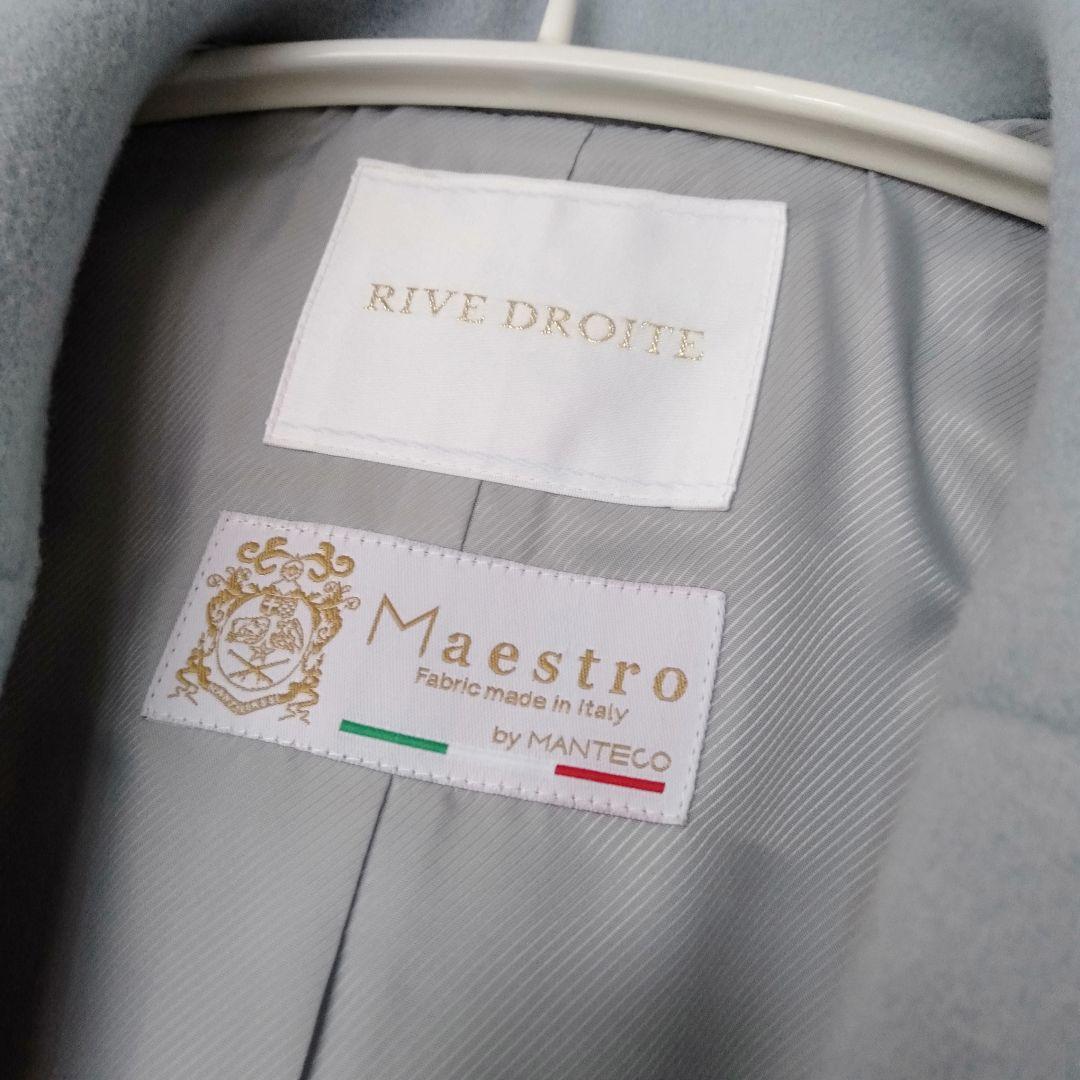 RIVE DROITE
Maestro
Fabric made in Italy
by MANTECO